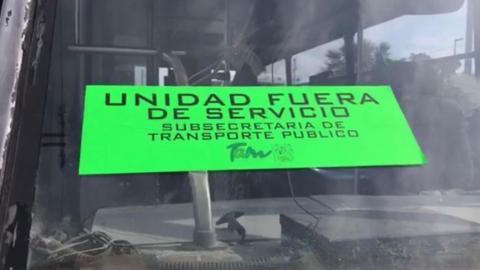 UNIDAD FUERA
DE SERVICIO
SUBSECRETARIA DE
TRANSPORTE PUBLICO
Tam